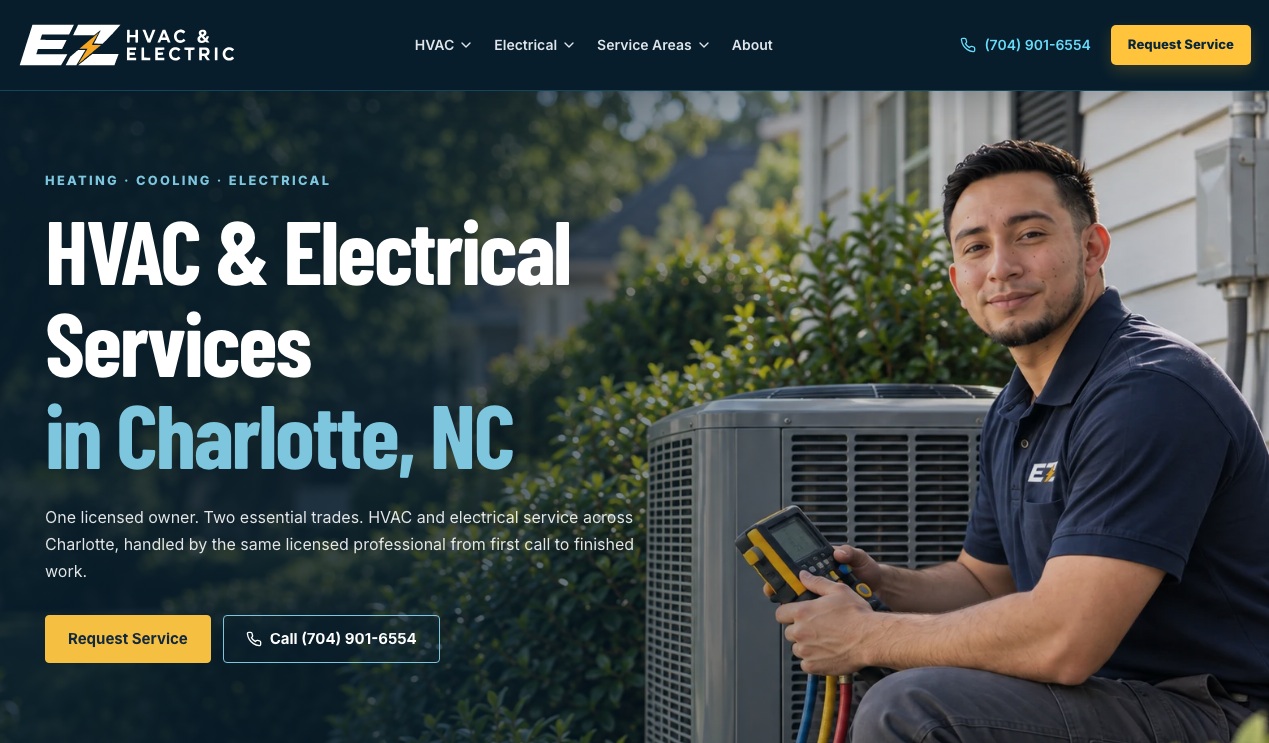 EZ HVAC &
ELECTRIC
HVAC
Electrical
Service Areas
About
(704) 901-6554
Request Service
HEATING · COOLING · ELECTRICAL
HVAC & Electrical
Services
in Charlotte, NC
One licensed owner. Two essential trades. HVAC and electrical service across
Charlotte, handled by the same licensed professional from first call to finished
work.
Request Service
Call (704) 901-6554
EZ